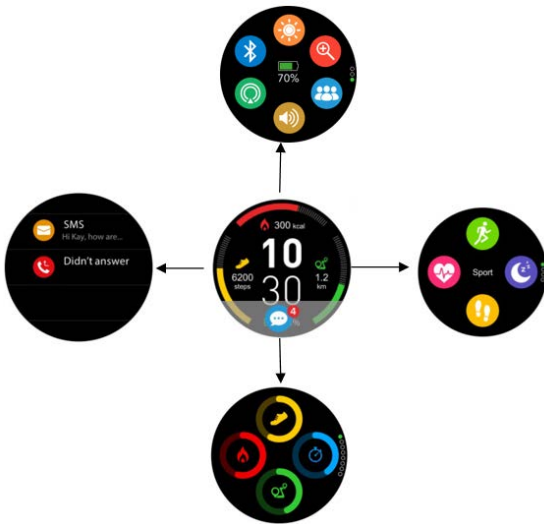 70%
SMS
Hi Kay, how are...
Didn't answer
300 kcal
10
6200
steps
1.2
km
30
4
Sport
z z